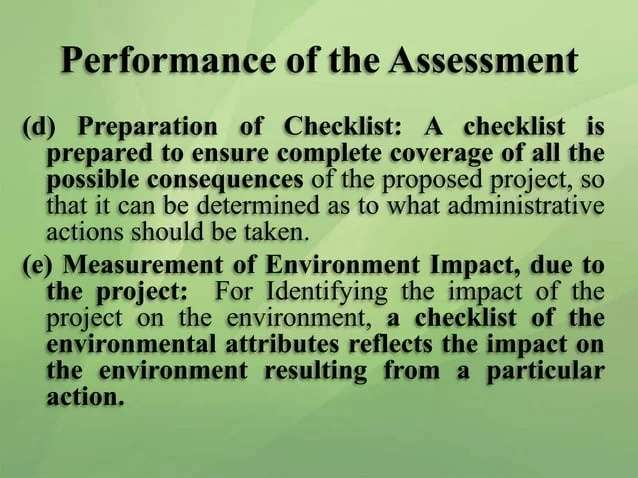 Performance of the Assessment
(d) Preparation of Checklist: A checklist is
prepared to ensure complete coverage of all the
possible consequences of the proposed project, so
that it can be determined as to what administrative
actions should be taken.
(e) Measurement of Environment Impact, due to
the project: For Identifying the impact of the
project on the environment, a checklist of the
environmental attributes reflects the impact on
the environment resulting from a particular
action.